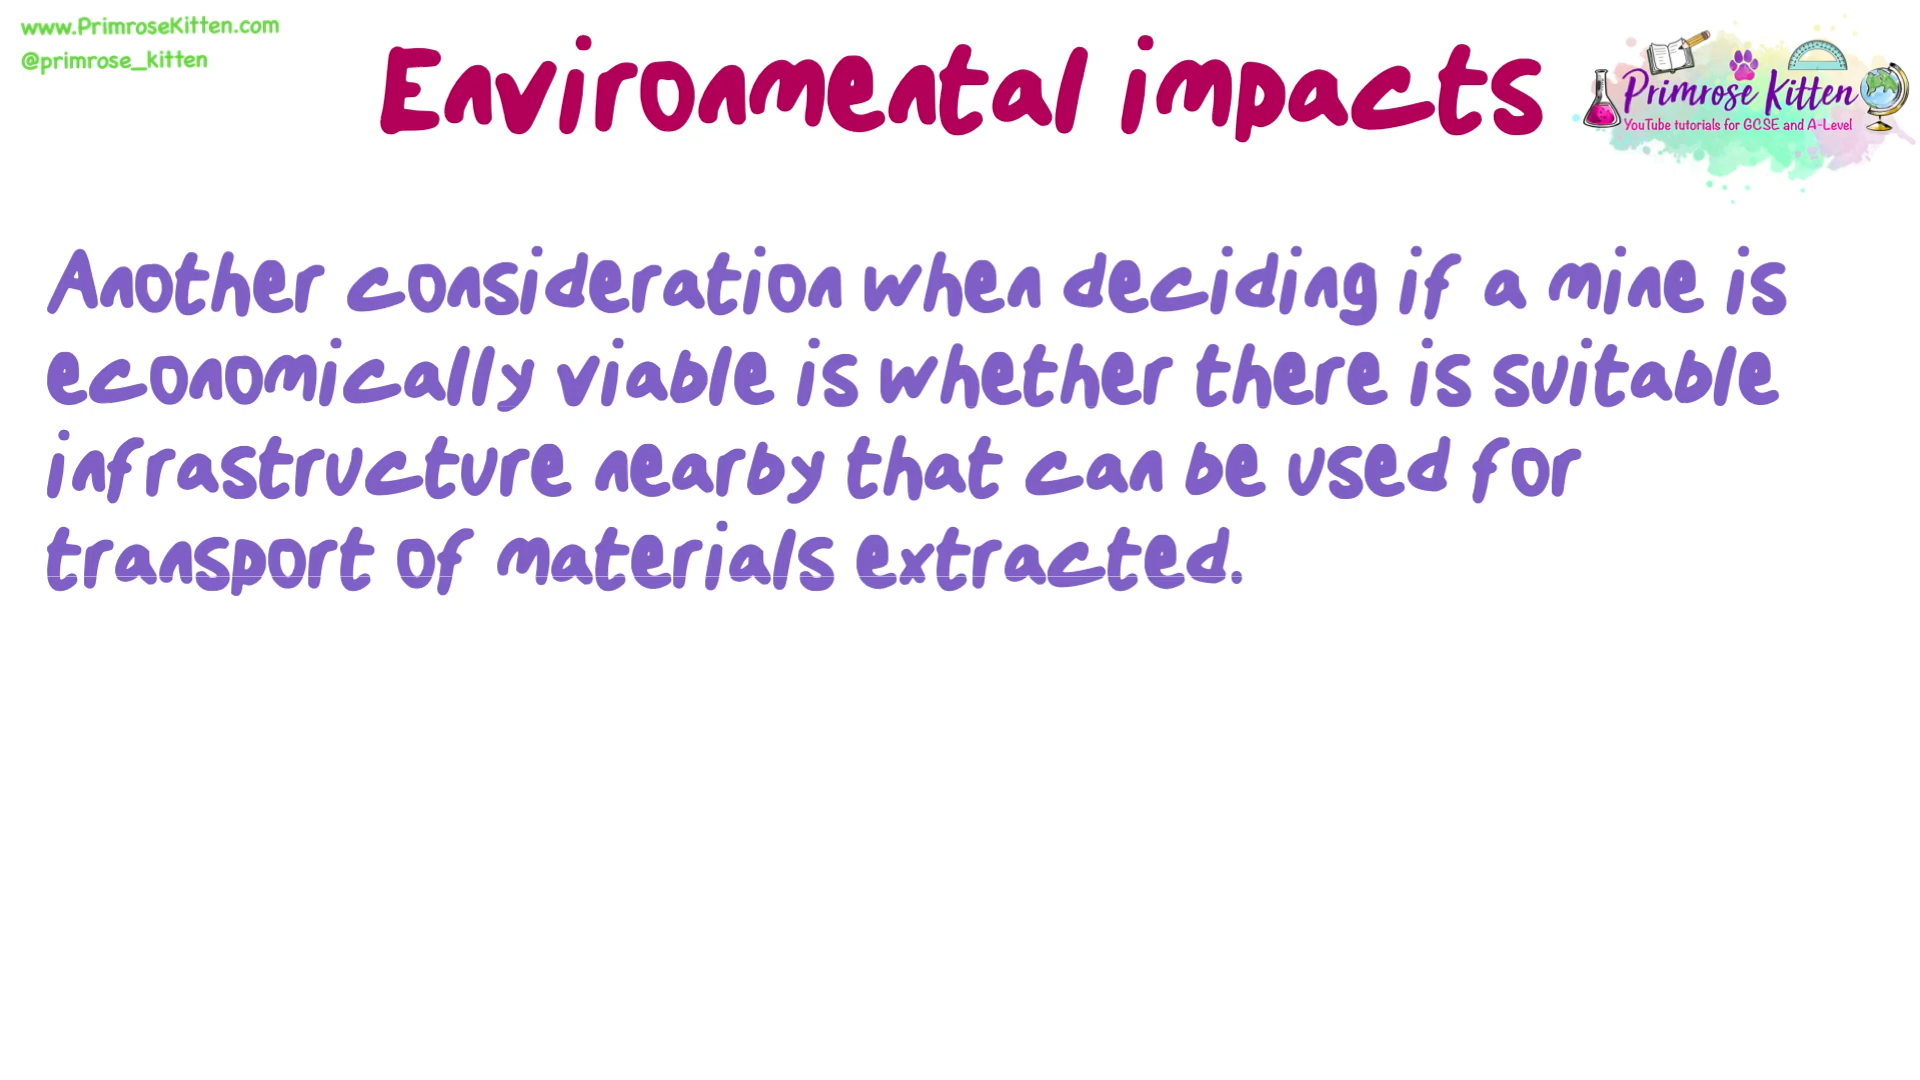 www.PrimroseKitten.com
@primrose_kitten
Environmental impacts
Primrose Kitten
YouTube tutorials for GCSE and A-Level
Another consideration when deciding if a mine is
economically viable is whether there is suitable
infrastructure nearby that can be used for
transport of materials extracted.